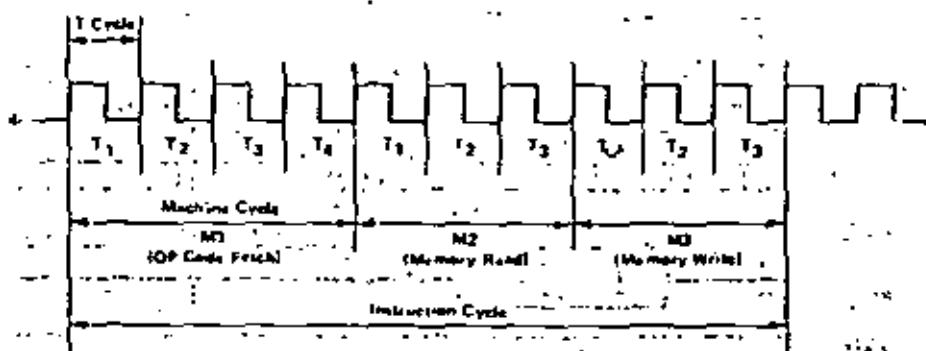 T Cycle
T1 T2 T3 T4 T1 T2 T3 T2 T3
Machine Cycle
M1 M2 M3
(OP Code Fetch) (Memory Read) (Memory Write)
Instruction Cycle